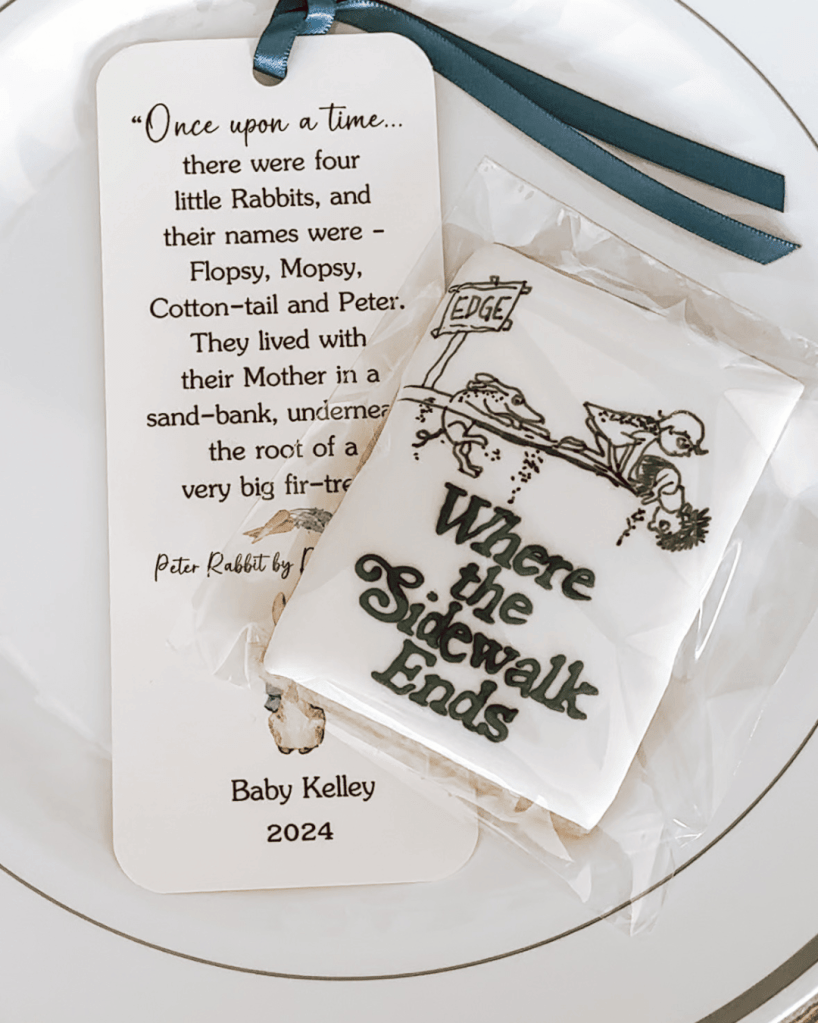 "Once upon a time...
there were four
little Rabbits, and
their names were -
Flopsy, Mopsy,
Cotton-tail and Peter.
They lived with
their Mother in a
sand-bank, undernea
the root of a
very big fir-tre
Peter Rabbit by
Baby Kelley
2024
EDGE
Where
the
Sidewalk
Ends